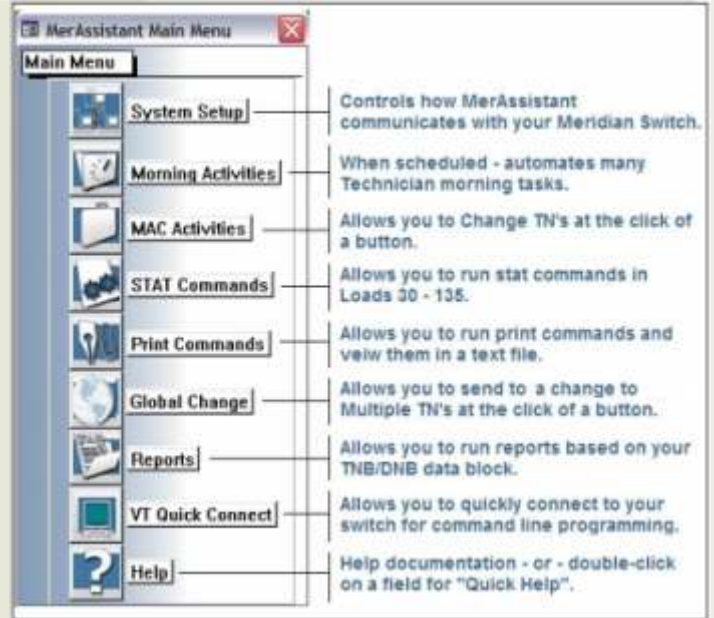 MerAssistant Main Menu
Main Menu
System Setup
Controls how MerAssistant
communicates with your Meridian Switch.
Morning Activities
When scheduled - automates many
Technician morning tasks.
MAC Activities
Allows you to Change TN's at the click of
a button.
STAT Commands
Allows you to run stat commands in
Loads 30 - 135.
Print Commands
Allows you to run print commands and
veiw them in a text file.
Global Change
Allows you to send to a change to
Multiple TN's at the click of a button.
Reports
Allows you to run reports based on your
TNB/DNB data block.
VT Quick Connect
Allows you to quickly connect to your
switch for command line programming.
Help
Help documentation - or - double-click
on a field for "Quick Help".